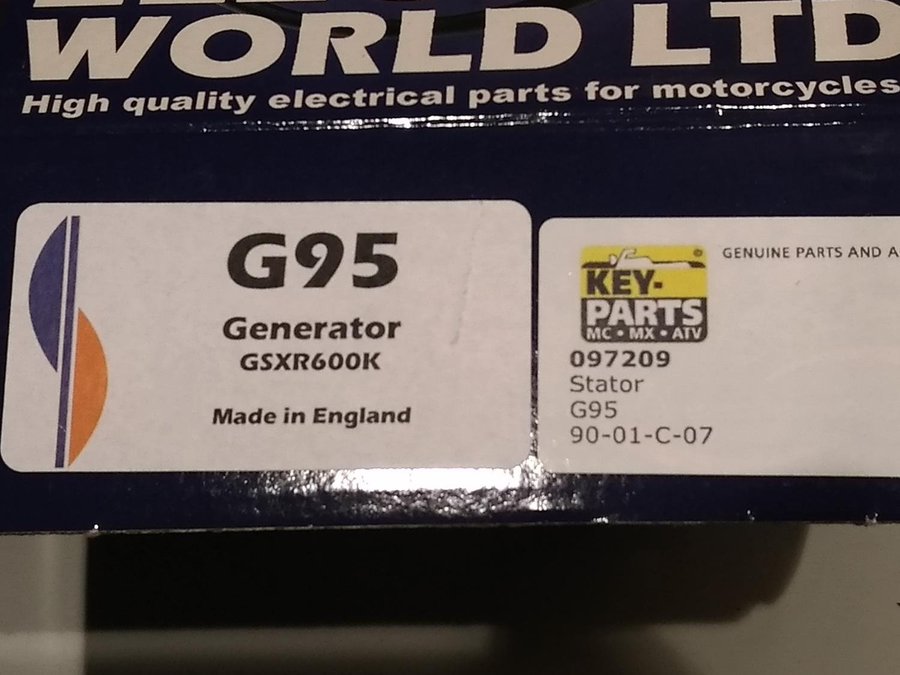 WORLD LTD
High quality electrical parts for motorcycles
G95
Generator
GSXR600K
Made in England
GENUINE PARTS AND A
KEY-
PARTS
MC • MX • ATV
097209
Stator
G95
90-01-C-07